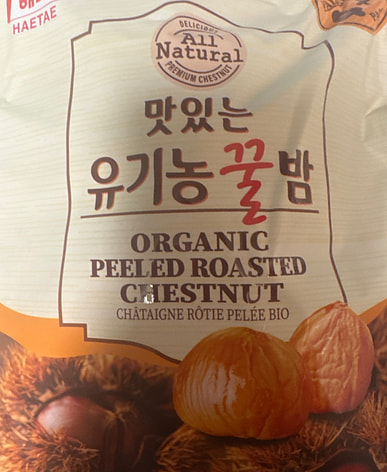 HAETAE
DELICIOUS
All
Natural
PREMIUM CHESTNUT
맛있는
유기농 꿀밤
ORGANIC
PEELED ROASTED
CHESTNUT
CHÂTAIGNE RÔTIE PELÉE BIO